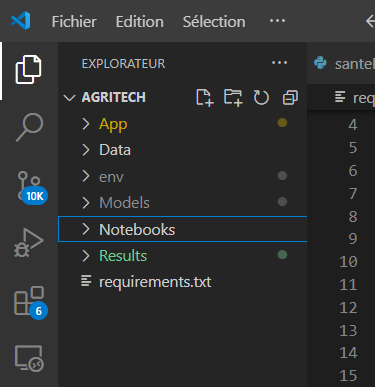 Fichier Edition Sélection ···
EXPLORATEUR ···
AGRITECH
App
Data
env
Models
Notebooks
Results
requirements.txt
10K
6
santel
req
4
5
6
7
8
9
10
11
12
13
14
15